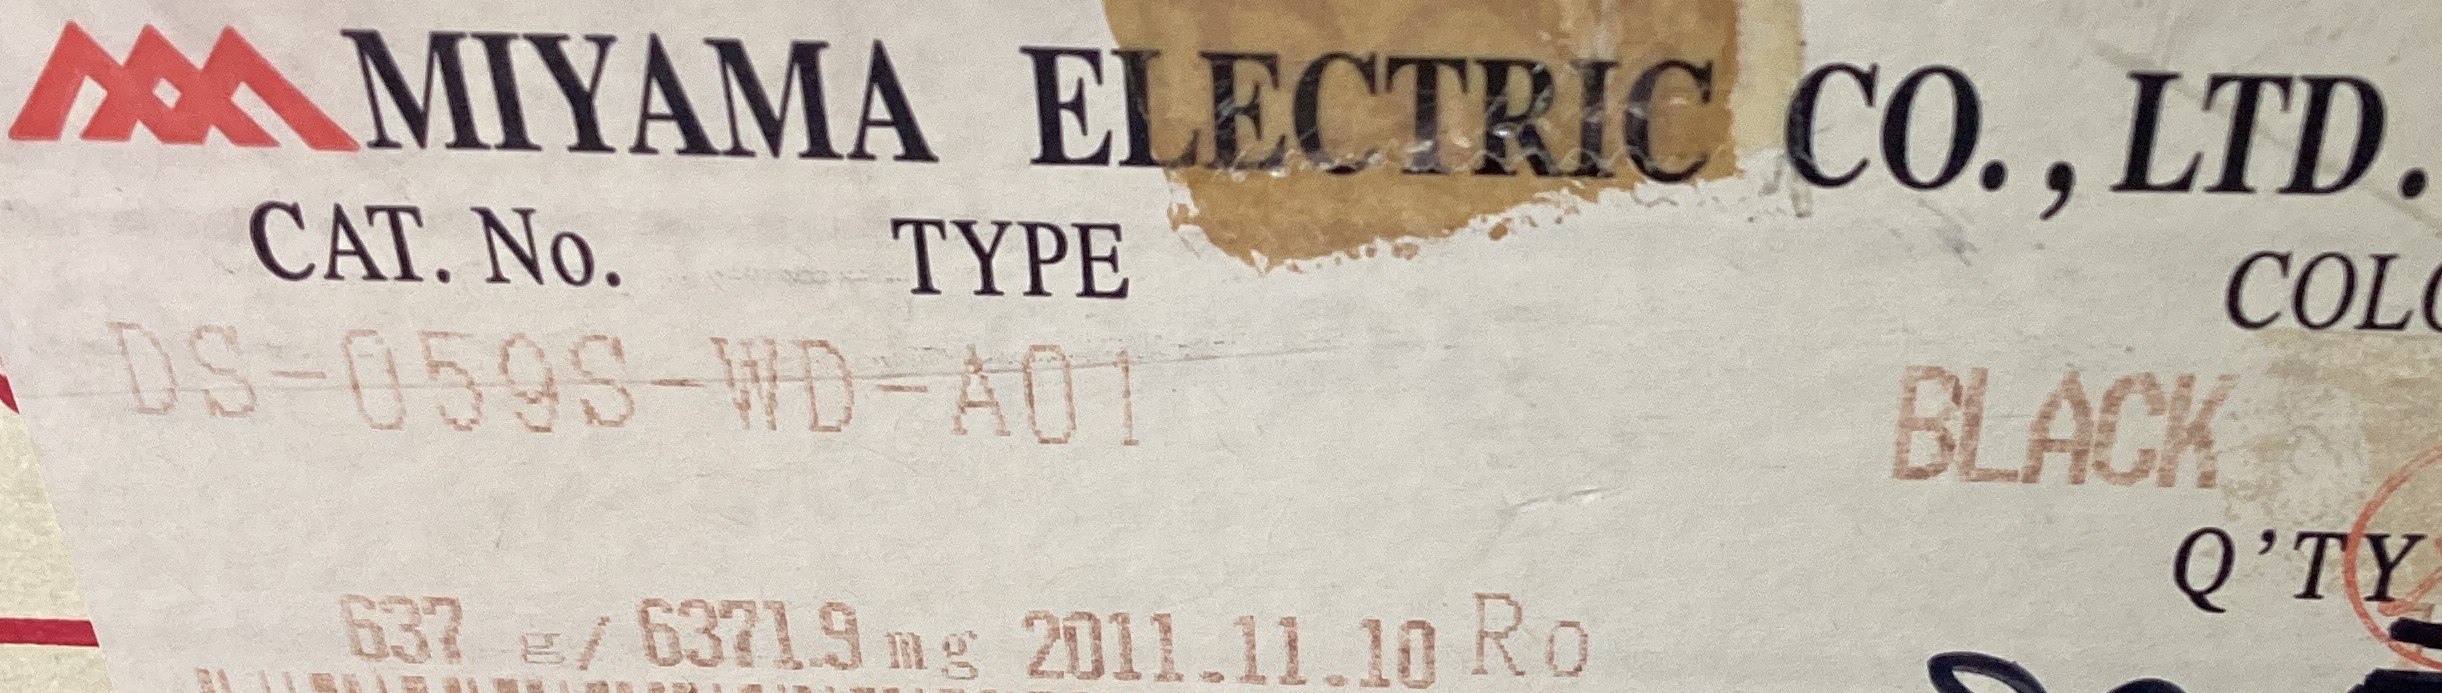 MIYAMA ELECTRIC CO., LTD.
CAT. No. TYPE COLO
DS-059S-WD-A01 BLACK
Q'TY
637 g/ 6371.9 mg 2011.11.10 Ro